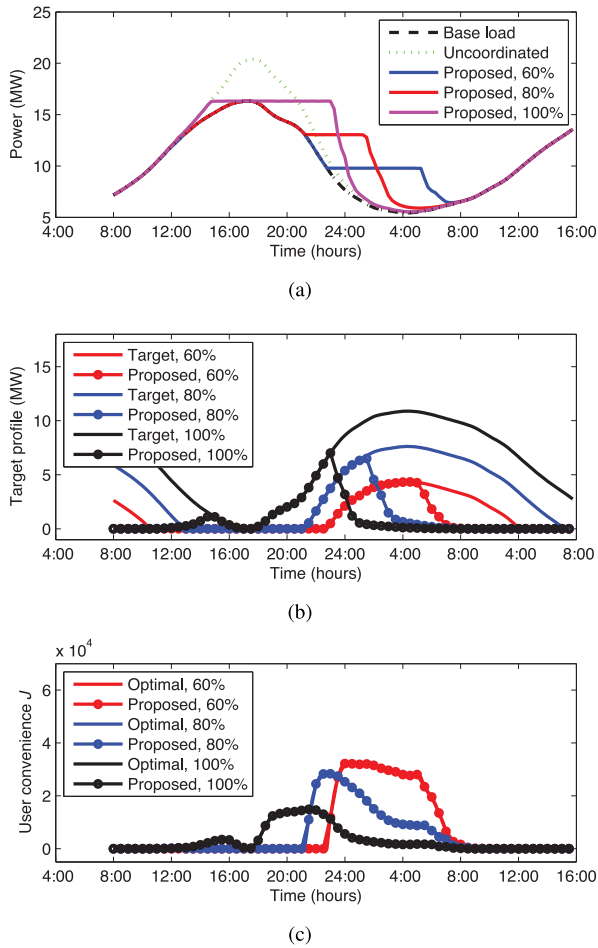 Power (MW)
25
20
15
10
5
Base load
Uncoordinated
Proposed, 60%
Proposed, 80%
Proposed, 100%
4:00 8:00 12:00 16:00 20:00 24:00 4:00 8:00 12:00 16:00
Time (hours)
(a)
Target profile (MW)
15
10
5
0
Target, 60%
Proposed, 60%
Target, 80%
Proposed, 80%
Target, 100%
Proposed, 100%
4:00 8:00 12:00 16:00 20:00 24:00 4:00 8:00 12:00 7:58
Time (hours)
(b)
x 10⁴
User convenience J
6
4
2
0
Optimal, 60%
Proposed, 60%
Optimal, 80%
Proposed, 80%
Optimal, 100%
Proposed, 100%
4:00 8:00 12:00 16:00 20:00 24:00 4:00 8:00 12:00 16:00
Time (hours)
(c)